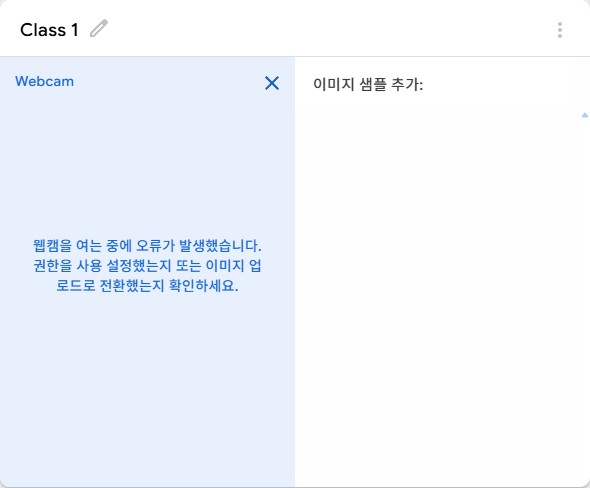 Class 1
Webcam
이미지 샘플 추가:
웹캠을 여는 중에 오류가 발생했습니다.
권한을 사용 설정했는지 또는 이미지 업
로드로 전환했는지 확인하세요.